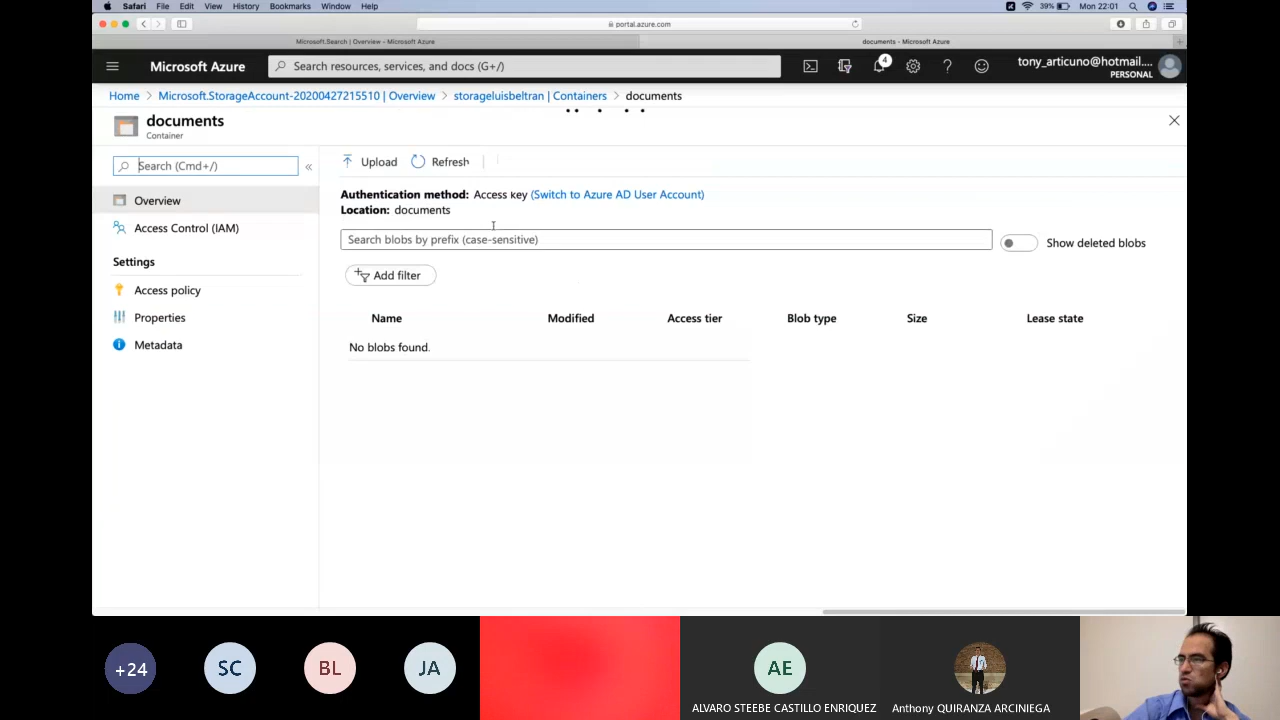 Safari File Edit View History Bookmarks Window Help 39% Mon 22:01
portal.azure.com
Microsoft.Search | Overview - Microsoft Azure documents - Microsoft Azure
Microsoft Azure Search resources, services, and docs (G+/) 4 tony_articuno@hotmail....
PERSONAL
Home > Microsoft.StorageAccount-20200427215510 | Overview > storageluisbeltran | Containers > documents
documents
Container
Search (Cmd+/) «
Upload Refresh
Overview
Access Control (IAM)
Settings
Access policy
Properties
Metadata
Authentication method: Access key (Switch to Azure AD User Account)
Location: documents
Search blobs by prefix (case-sensitive) Show deleted blobs
Add filter
Name Modified Access tier Blob type Size Lease state
No blobs found.
+24 SC BL JA AE
ALVARO STEEBE CASTILLO ENRIQUEZ Anthony QUIRANZA ARCINIEGA